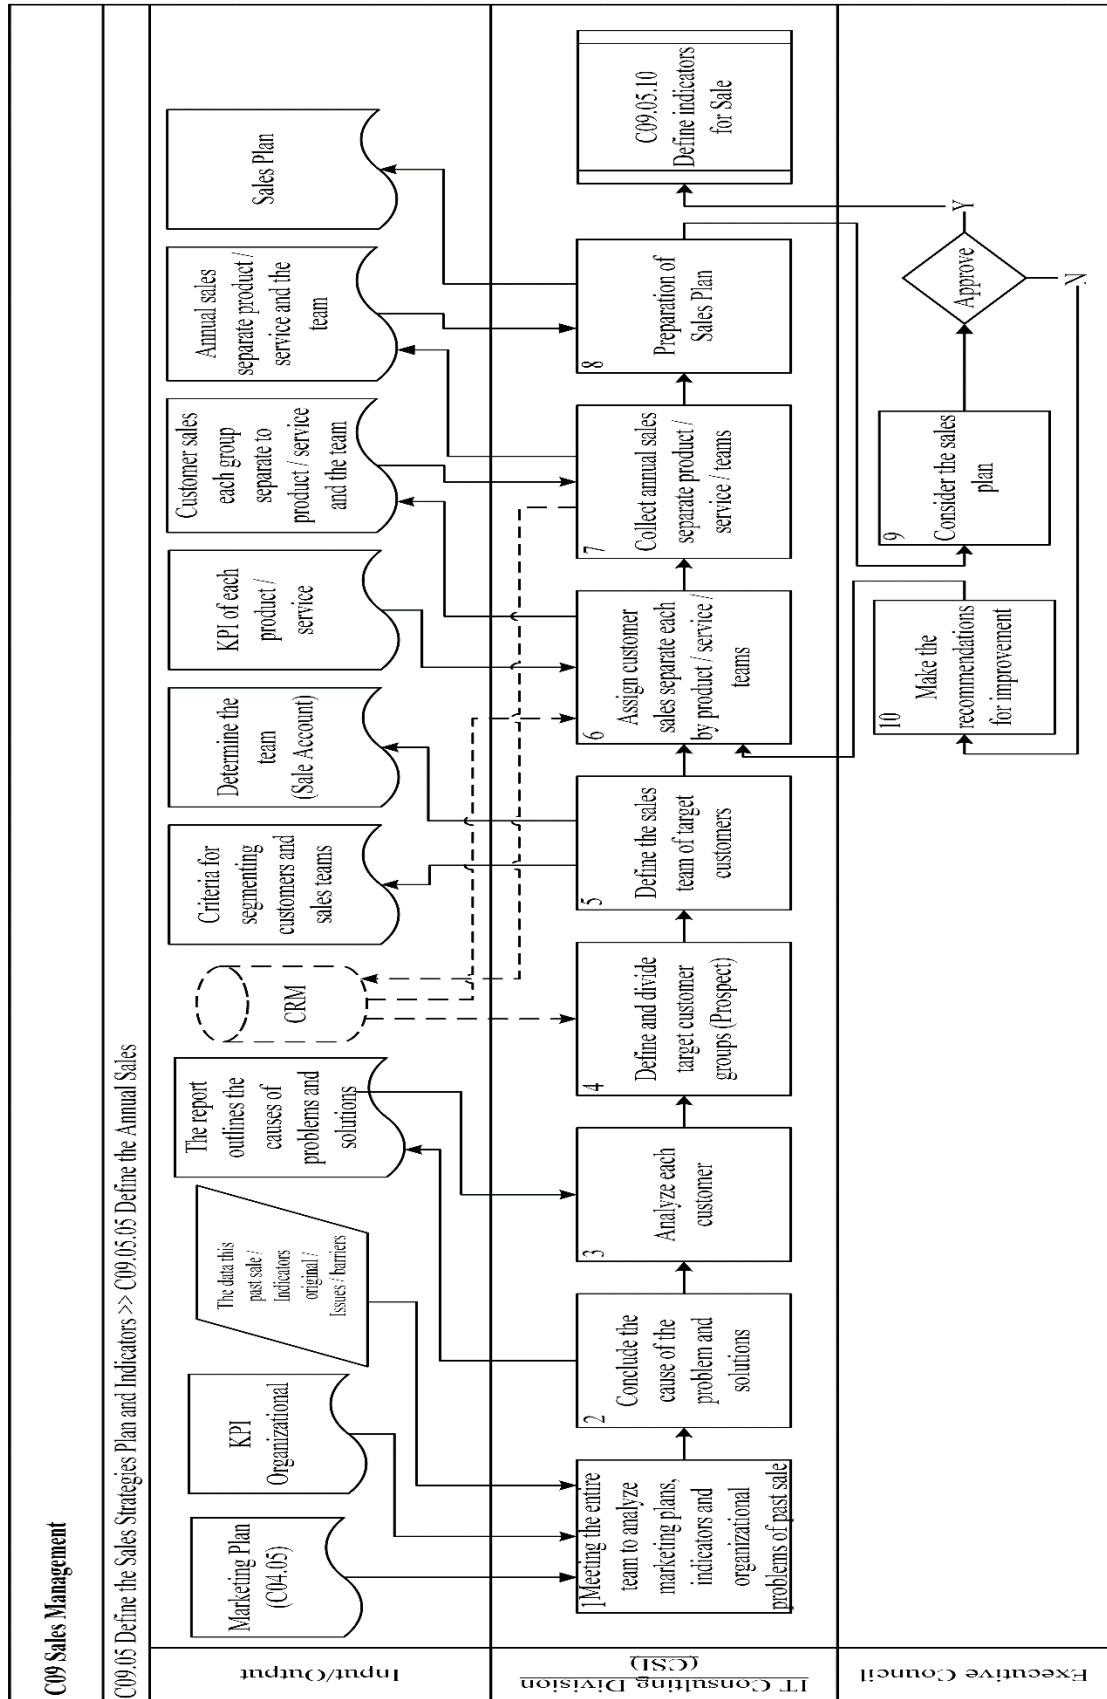 C09 Sales Management
C09.05 Define the Sales Strategies Plan and Indicators >> C09.05.05 Define the Annual Sales
Input/Output
Marketing Plan
(C04.05)
KPI
Organizational
The data this
past sale /
Indicators
original /
Issues / barriers
The report
outlines the
causes of
problems and
solutions
CRM
Criteria for
segmenting
customers and
sales teams
Determine the
team
(Sale Account)
KPI of each
product /
service
Customer sales
each group
separate to
product / service
and the team
Annual sales
separate product /
service and the
team
Sales Plan
IT Consulting Division
(CSI)
1Meeting the entire
team to analyze
marketing plans,
indicators and
organizational
problems of past sale
2
Conclude the
cause of the
problem and
solutions
3
Analyze each
customer
4
Define and divide
target customer
groups (Prospect)
5
Define the sales
team of target
customers
6
Assign customer
sales separate each
by product / service /
teams
7
Collect annual sales
separate product /
service / teams
8
Preparation of
Sales Plan
C09.05.10
Define indicators
for Sale
Executive Council
10
Make the
recommendations
for improvement
9
Consider the sales
plan
Approve
Y
N